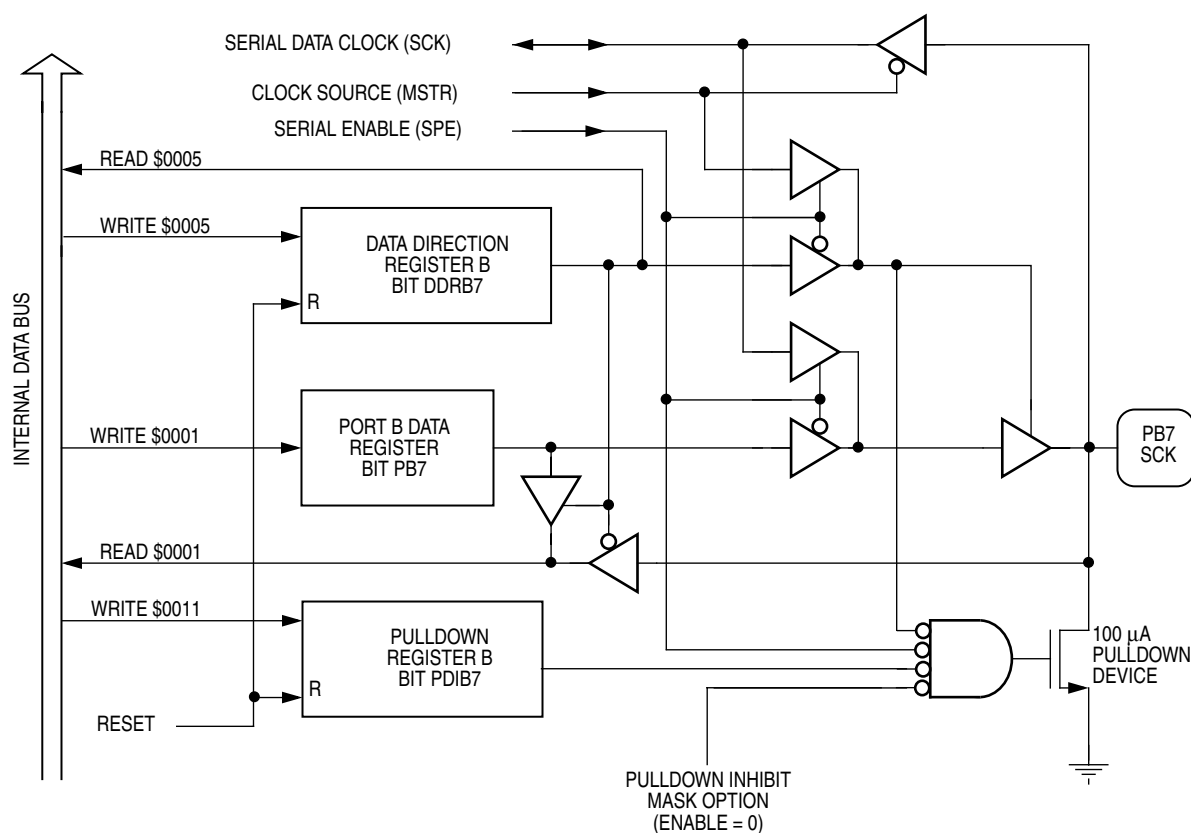 SERIAL DATA CLOCK (SCK)
CLOCK SOURCE (MSTR)
SERIAL ENABLE (SPE)
READ $0005
WRITE $0005
DATA DIRECTION
REGISTER B
BIT DDRB7
R
INTERNAL DATA BUS
WRITE $0001
PORT B DATA
REGISTER
BIT PB7
PB7
SCK
READ $0001
WRITE $0011
PULLDOWN
REGISTER B
BIT PDIB7
R
100 µA
PULLDOWN
DEVICE
RESET
PULLDOWN INHIBIT
MASK OPTION
(ENABLE = 0)